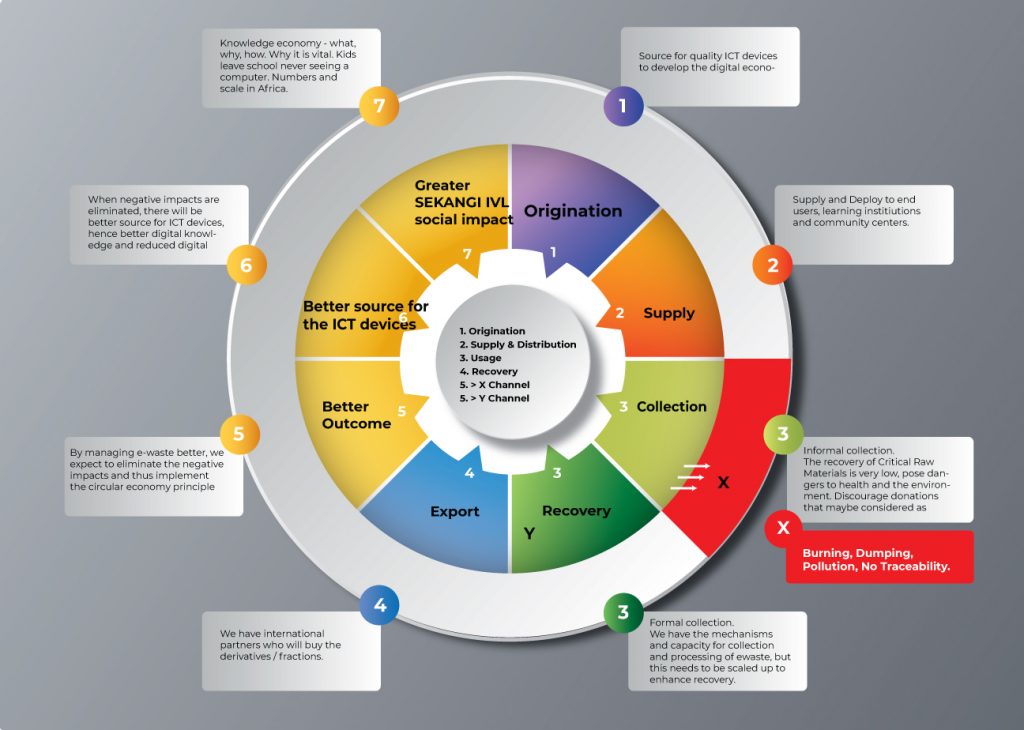 Knowledge economy - what,
why, how. Why it is vital. Kids
leave school never seeing a
computer. Numbers and
scale in Africa.
7
Source for quality ICT devices
to develop the digital econo-
1
When negative impacts are
eliminated, there will be
better source for ICT devices,
hence better digital knowl-
edge and reduced digital
6
Supply and Deploy to end
users, learning instiitutions
and community centers.
2
Greater
SEKANGI IVL
social impact
7
Origination
1
Better source for
the ICT devices
6
Supply
2
1. Origination
2. Supply & Distribution
3. Usage
4. Recovery
5. > X Channel
5. > Y Channel
Better
Outcome
5
Collection
3
X
Export
4
Recovery
3
Y
By managing e-waste better, we
expect to eliminate the negative
impacts and thus implement
the circular economy principle
5
3
Informal collection.
The recovery of Critical Raw
Materials is very low, pose dan-
gers to health and the environ-
ment. Discourage donations
that maybe considered as
X
Burning, Dumping,
Pollution, No Traceability.
We have international
partners who will buy the
derivatives / fractions.
4
3
Formal collection.
We have the mechanisms
and capacity for collection
and processing of ewaste, but
this needs to be scaled up to
enhance recovery.